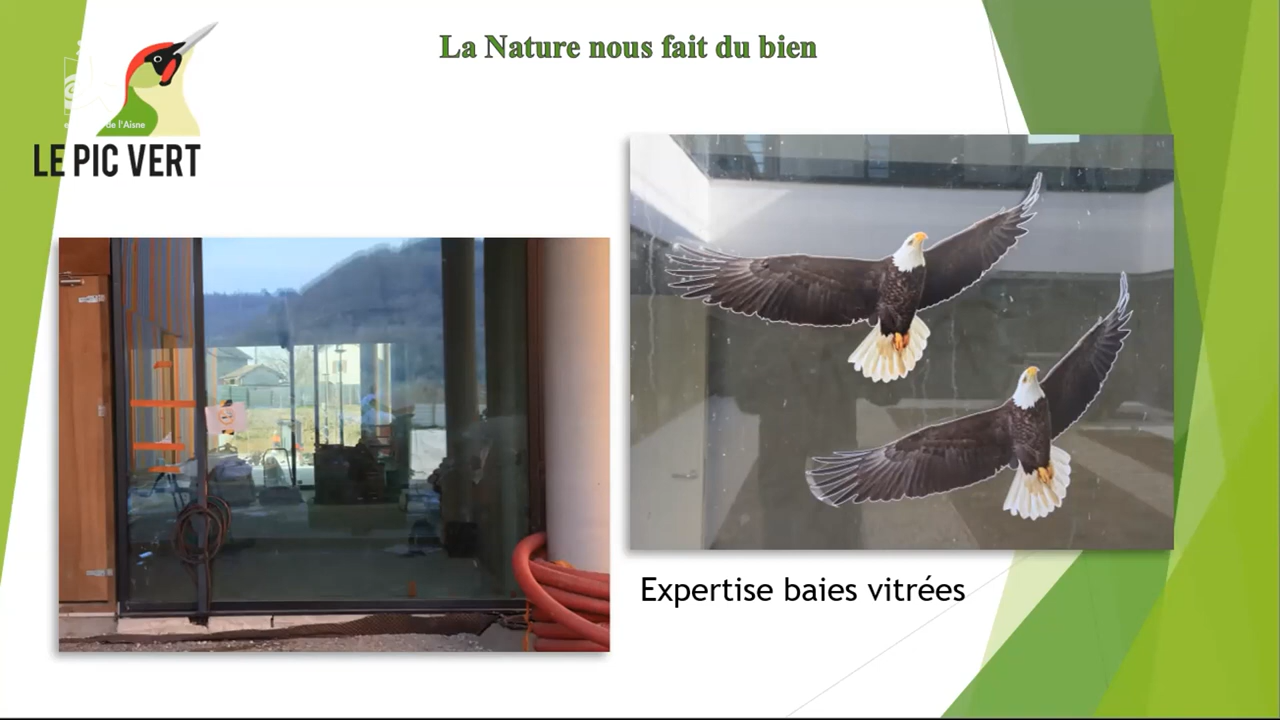 La Nature nous fait du bien
de l'Aisne
LE PIC VERT
Expertise baies vitrées